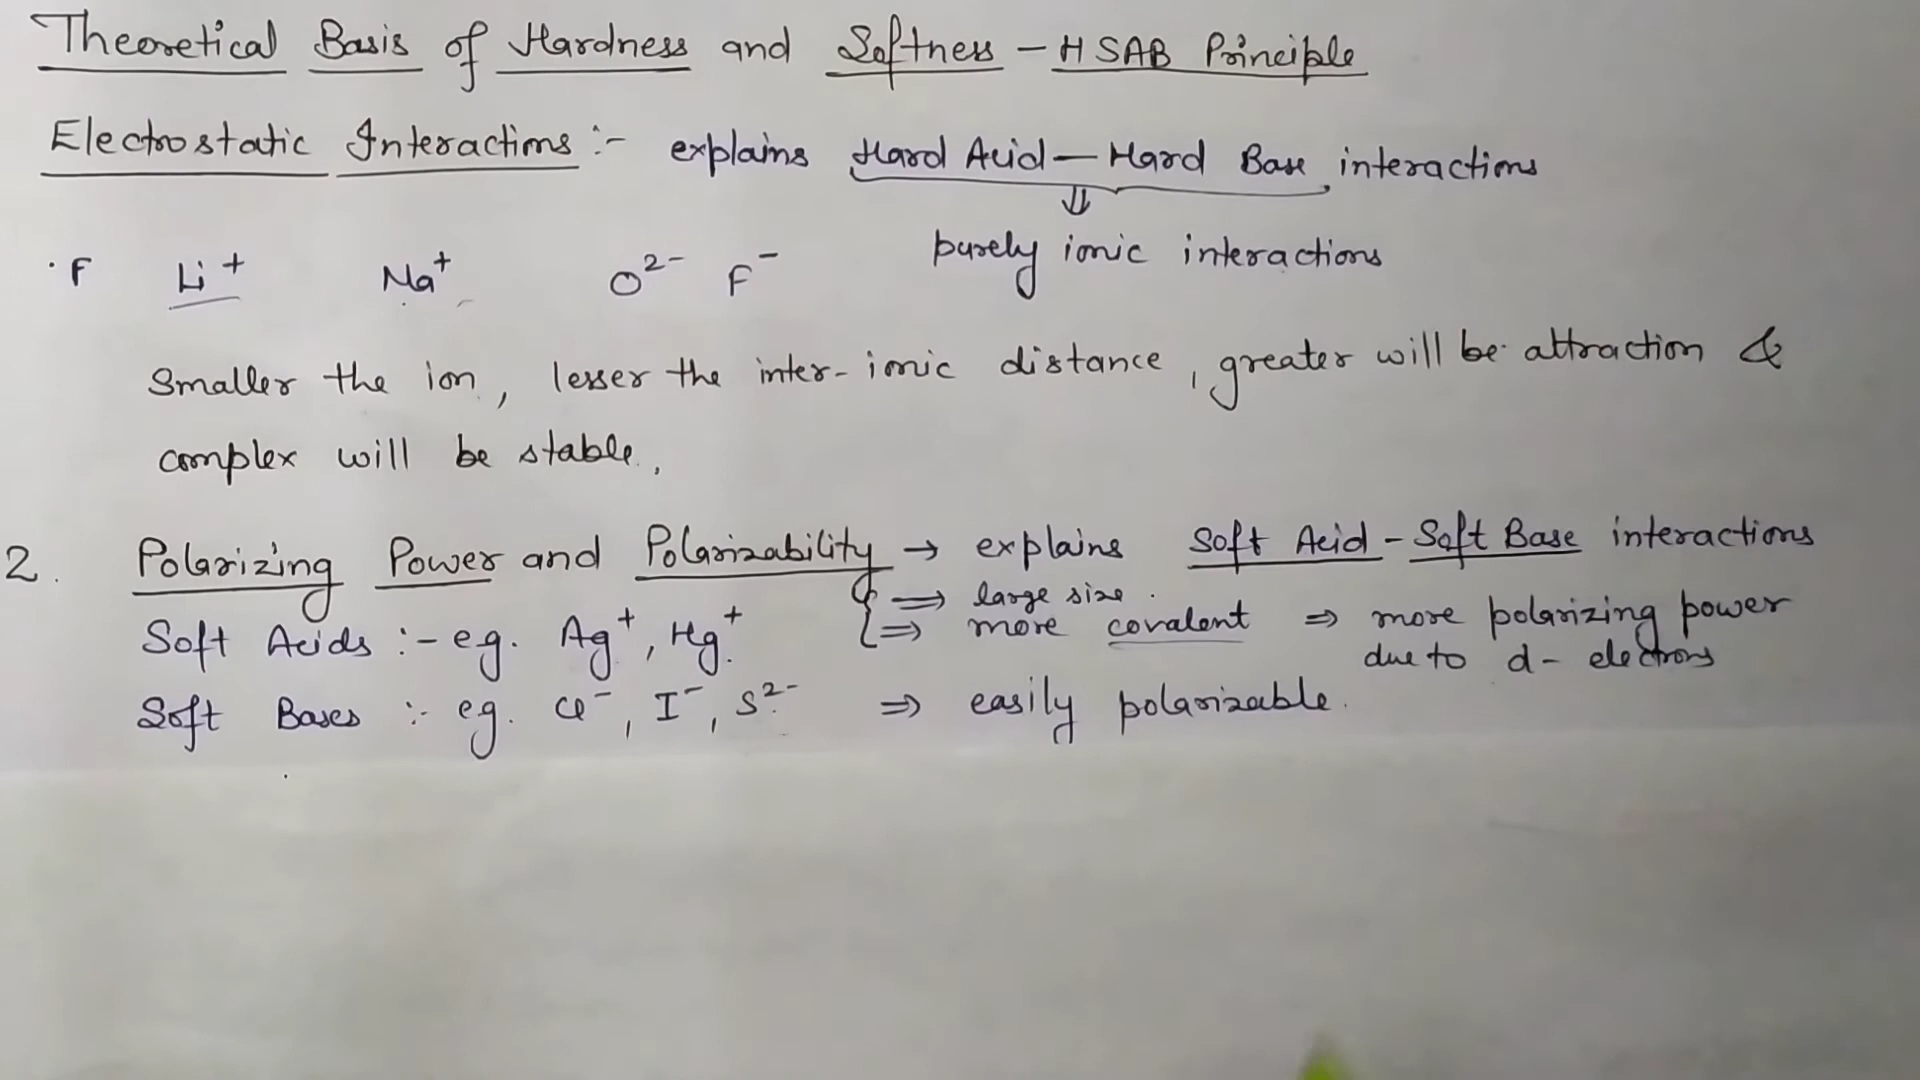 Theoretical Basis of Hardness and Softness - HSAB Principle
Electrostatic Interactions :- explains Hard Acid - Hard Base interactions
⇓
purely ionic interactions
· F Li⁺ Na⁺ O²⁻ F⁻
Smaller the ion, lesser the inter-ionic distance, greater will be attraction &
complex will be stable.
2. Polarizing Power and Polarizability → explains Soft Acid - Soft Base interactions
⇒ large size.
Soft Acids :- eg. Ag⁺, Hg⁺ ⇒ more covalent ⇒ more polarizing power
due to d-electrons
Soft Bases :- eg. Cl⁻, I⁻, S²⁻ ⇒ easily polarizable.